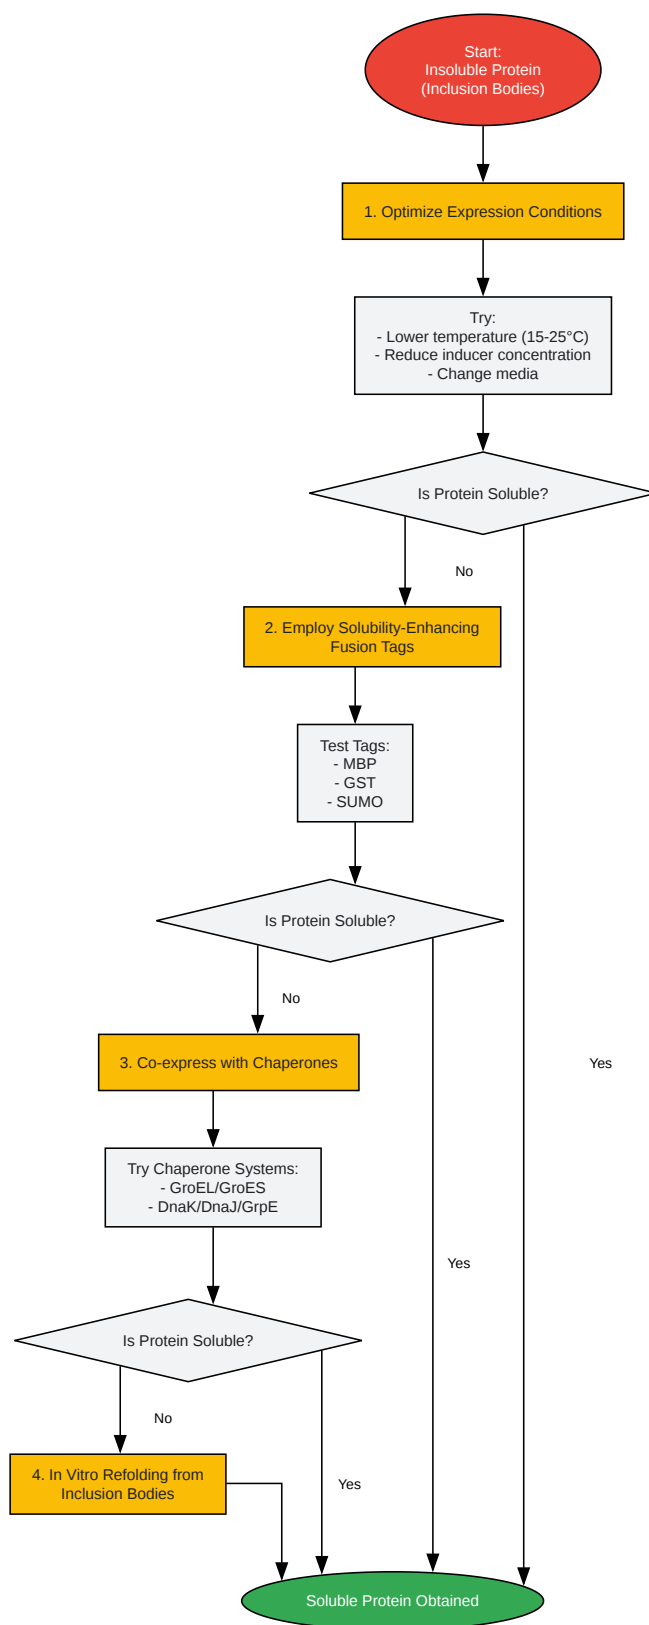 Start:
Insoluble Protein
(Inclusion Bodies)
1. Optimize Expression Conditions
Try:
- Lower temperature (15-25°C)
- Reduce inducer concentration
- Change media
Is Protein Soluble?
No
2. Employ Solubility-Enhancing
Fusion Tags
Test Tags:
- MBP
- GST
- SUMO
Is Protein Soluble?
No
3. Co-express with Chaperones
Yes
Try Chaperone Systems:
- GroEL/GroES
- DnaK/DnaJ/GrpE
Yes
Is Protein Soluble?
No
4. In Vitro Refolding from
Inclusion Bodies
Yes
Soluble Protein Obtained